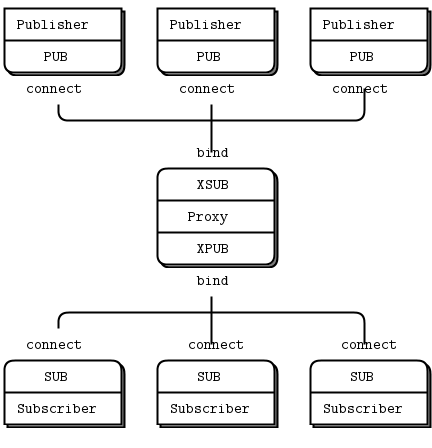 Publisher Publisher Publisher
PUB PUB PUB
connect connect connect
bind
XSUB
Proxy
XPUB
bind
connect connect connect
SUB SUB SUB
Subscriber Subscriber Subscriber